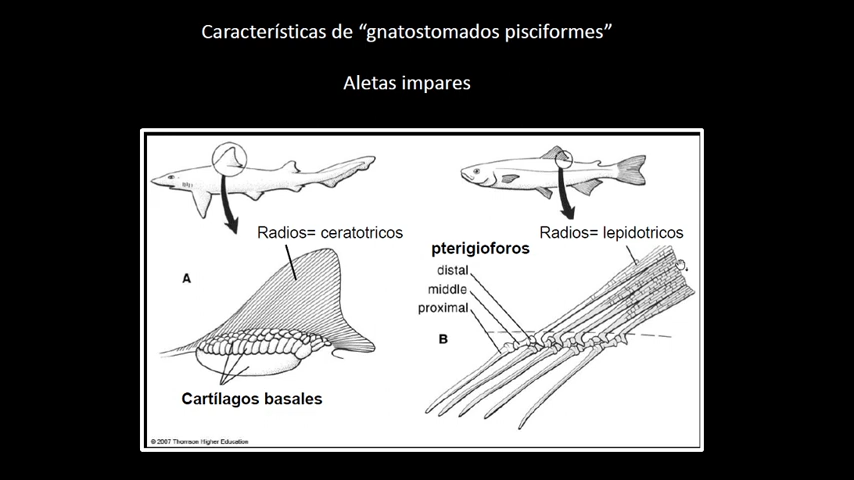 Características de “gnatostomados pisciformes”
Aletas impares
Radios= ceratotricos
Radios= lepidotricos
pterigioforos
distal
middle
proximal
A
B
Cartílagos basales
© 2007 Thomson Higher Education